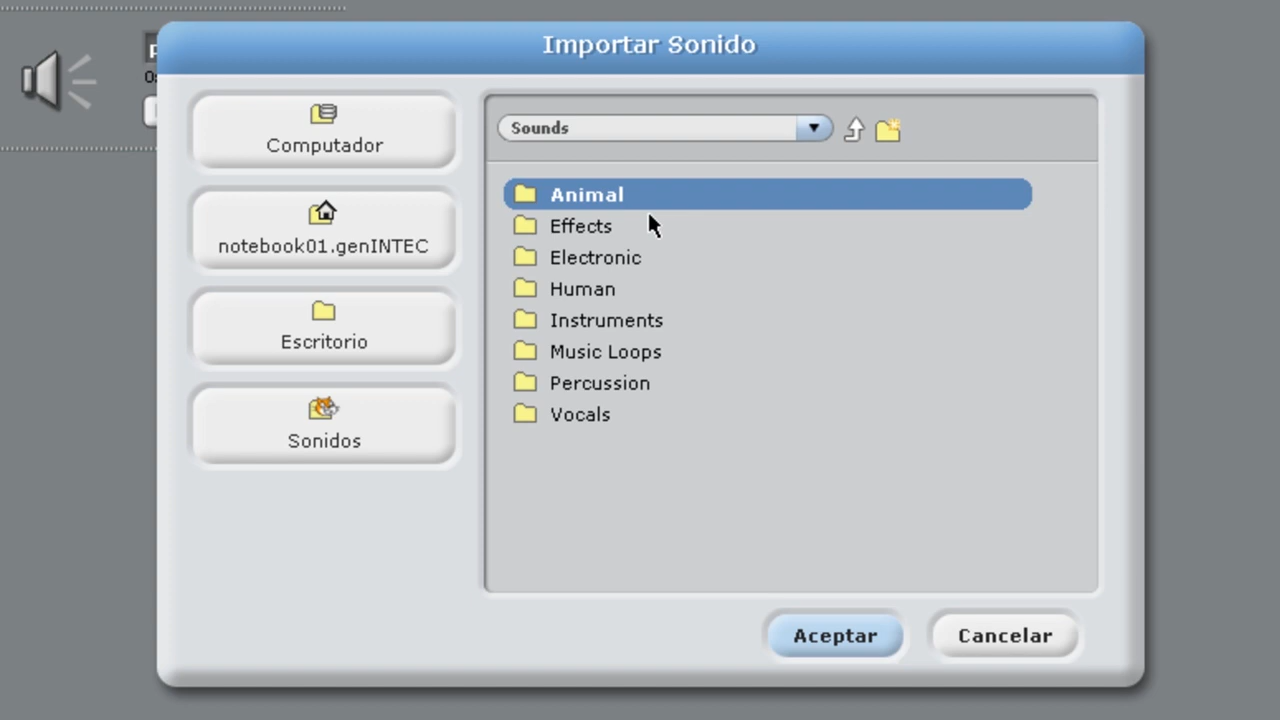 Importar Sonido
Computador
notebook01.genINTEC
Escritorio
Sonidos
Sounds
Animal
Effects
Electronic
Human
Instruments
Music Loops
Percussion
Vocals
Aceptar
Cancelar